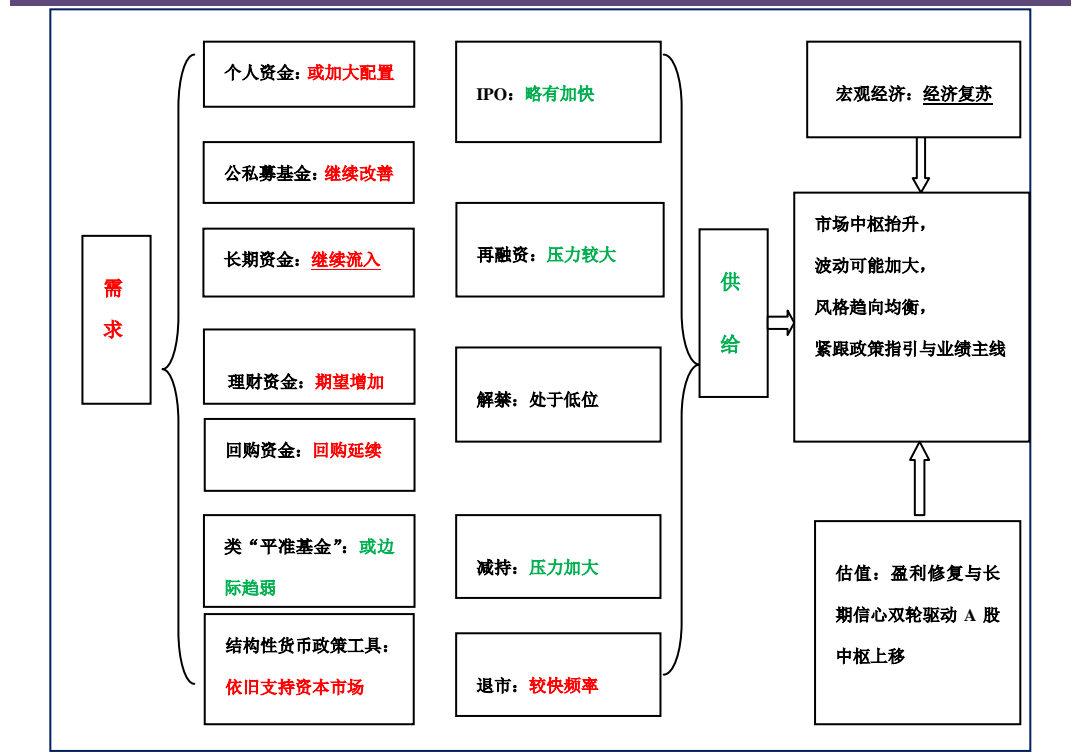 需
求
个人资金：或加大配置
公私募基金：继续改善
长期资金：继续流入
理财资金：期望增加
回购资金：回购延续
类“平准基金”：或边
际趋弱
结构性货币政策工具：
依旧支持资本市场
IPO：略有加快
再融资：压力较大
解禁：处于低位
减持：压力加大
退市：较快频率
供
给
宏观经济：经济复苏
市场中枢抬升，
波动可能加大，
风格趋向均衡，
紧跟政策指引与业绩主线
估值：盈利修复与长
期信心双轮驱动 A 股
中枢上移